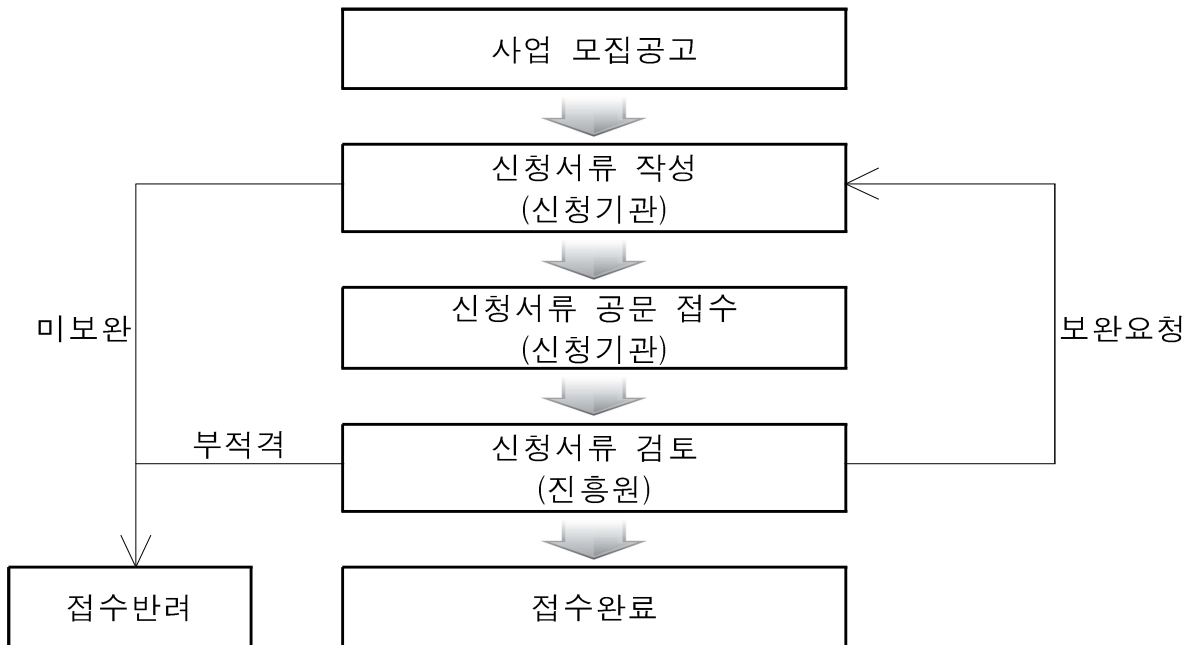 사업 모집공고
신청서류 작성
(신청기관)
신청서류 공문 접수
(신청기관)
미보완
보완요청
부적격
신청서류 검토
(진흥원)
접수반려
접수완료